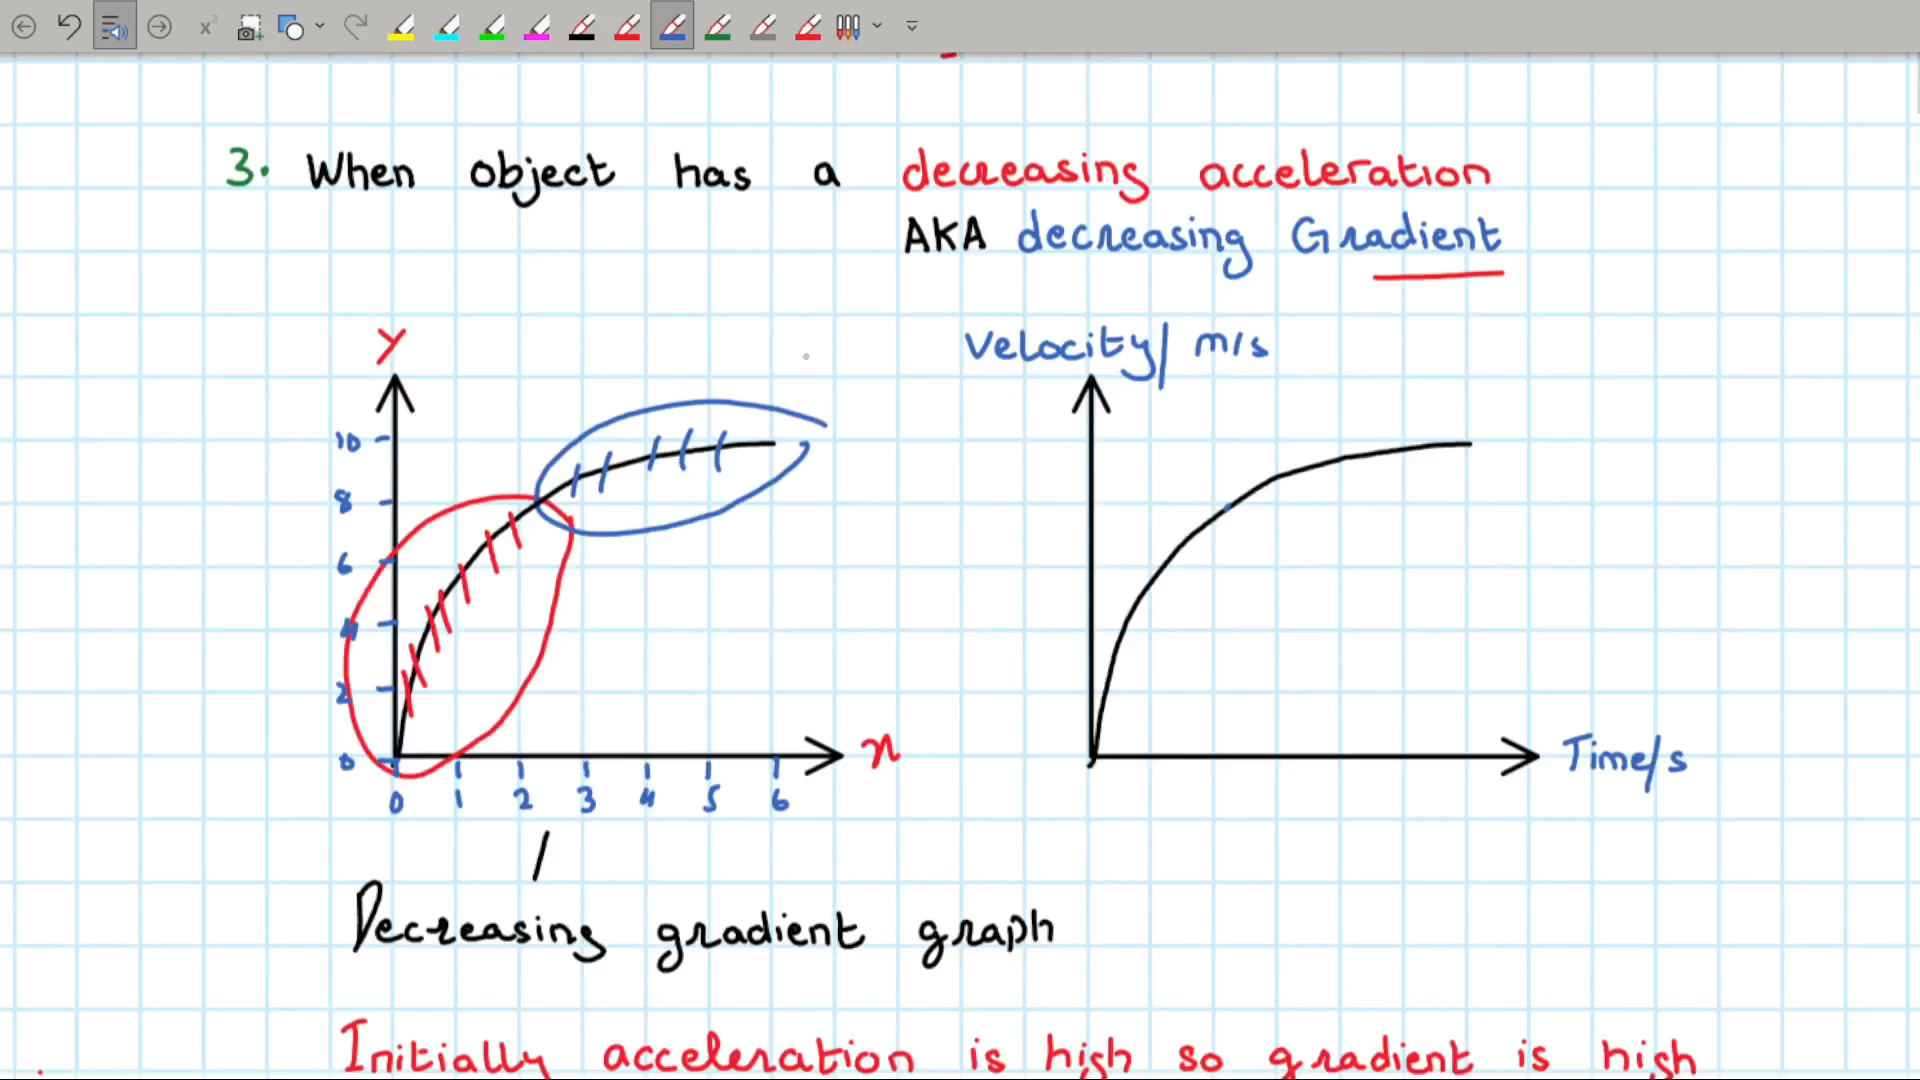 3. When object has a decreasing acceleration
AKA decreasing Gradient
y
10
8
6
4
2
0
0 1 2 3 4 5 6
x
Velocity/ m/s
Time/s
Decreasing gradient graph
Initially acceleration is high so gradient is high